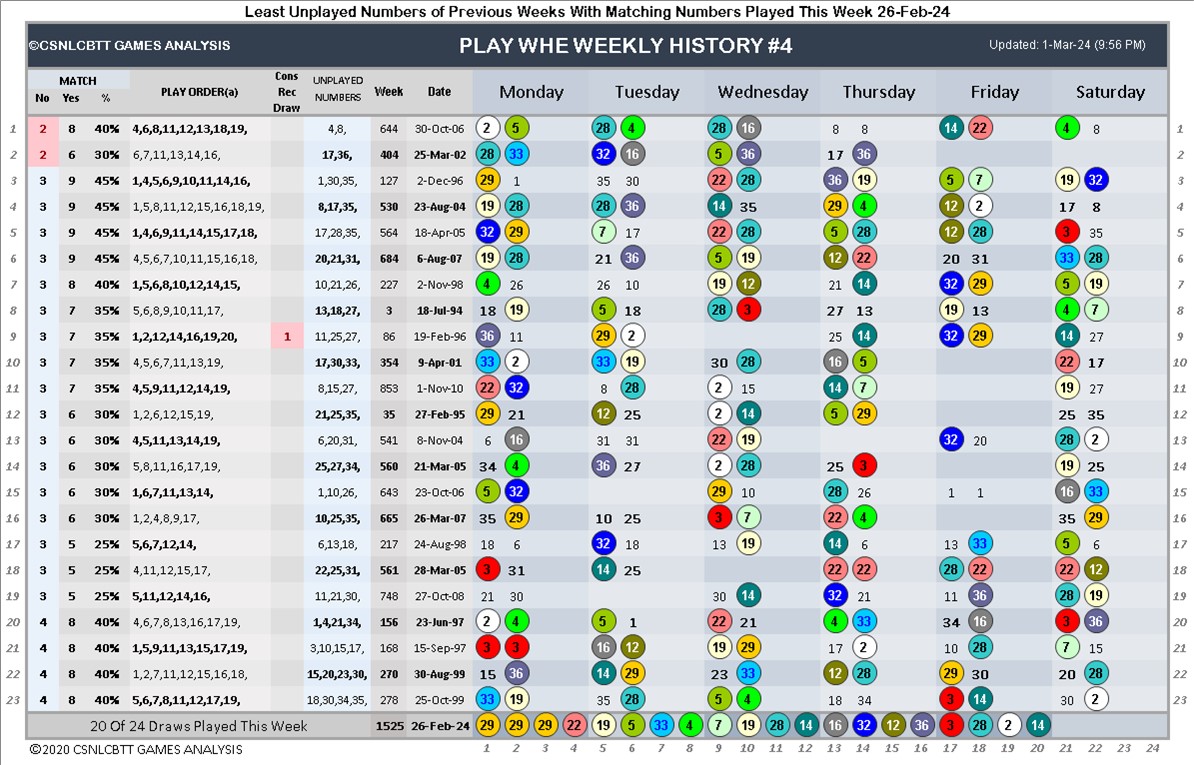 Least Unplayed Numbers of Previous Weeks With Matching Numbers Played This Week 26-Feb-24
©CSNLCBTT GAMES ANALYSIS PLAY WHE WEEKLY HISTORY #4 Updated: 1-Mar-24 (9:56 PM)
MATCH
No Yes % PLAY ORDER(a) Cons Rec Draw UNPLAYED NUMBERS Week Date Monday Tuesday Wednesday Thursday Friday Saturday
1 2 8 40% 4,6,8,11,12,13,18,19, 4,8, 644 30-Oct-06 2 5 28 4 28 16 8 8 14 22 4 8 1
2 2 6 30% 6,7,11,13,14,16, 17,36, 404 25-Mar-02 28 33 32 16 5 36 17 36 2
3 3 9 45% 1,4,5,6,9,10,11,14,16, 1,30,35, 127 2-Dec-96 29 1 35 30 22 28 36 19 5 7 19 32 3
4 3 9 45% 1,5,8,11,12,15,16,18,19, 8,17,35, 530 23-Aug-04 19 28 28 36 14 35 29 4 12 2 17 8 4
5 3 9 45% 1,4,6,9,11,14,15,17,18, 17,28,35, 564 18-Apr-05 32 29 7 17 22 28 5 28 12 28 3 35 5
6 3 9 45% 4,5,6,7,10,11,15,16,18, 20,21,31, 684 6-Aug-07 19 28 21 36 5 19 12 22 20 31 33 28 6
7 3 8 40% 1,5,6,8,10,12,14,15, 10,21,26, 227 2-Nov-98 4 26 26 10 19 12 21 14 32 29 5 19 7
8 3 7 35% 5,6,8,9,10,11,17, 13,18,27, 3 18-Jul-94 18 19 5 18 28 3 27 13 19 13 4 7 8
9 3 7 35% 1,2,12,14,16,19,20, 1 11,25,27, 86 19-Feb-96 36 11 29 2 25 14 32 29 14 27 9
10 3 7 35% 4,5,6,7,11,13,19, 17,30,33, 354 9-Apr-01 33 2 33 19 30 28 16 5 22 17 10
11 3 7 35% 4,5,9,11,12,14,19, 8,15,27, 853 1-Nov-10 22 32 8 28 2 15 14 7 19 27 11
12 3 6 30% 1,2,6,12,15,19, 21,25,35, 35 27-Feb-95 29 21 12 25 2 14 5 29 25 35 12
13 3 6 30% 4,5,11,13,14,19, 6,20,31, 541 8-Nov-04 6 16 31 31 22 19 32 20 28 2 13
14 3 6 30% 5,8,11,16,17,19, 25,27,34, 560 21-Mar-05 34 4 36 27 2 28 25 3 19 25 14
15 3 6 30% 1,6,7,11,13,14, 1,10,26, 643 23-Oct-06 5 32 29 10 28 26 1 1 16 33 15
16 3 6 30% 1,2,4,8,9,17, 10,25,35, 665 26-Mar-07 35 29 10 25 3 7 22 4 35 29 16
17 3 5 25% 5,6,7,12,14, 6,13,18, 217 24-Aug-98 18 6 32 18 13 19 14 6 13 33 5 6 17
18 3 5 25% 4,11,12,15,17, 22,25,31, 561 28-Mar-05 3 31 14 25 22 22 28 22 22 12 18
19 3 5 25% 5,11,12,14,16, 11,21,30, 748 27-Oct-08 21 30 30 14 32 21 11 36 28 19 19
20 4 8 40% 4,6,7,8,13,16,17,19, 1,4,21,34, 156 23-Jun-97 2 4 5 1 22 21 4 33 34 16 3 36 20
21 4 8 40% 1,5,9,11,13,15,17,19, 3,10,15,17, 168 15-Sep-97 3 3 16 12 19 29 17 2 10 28 7 15 21
22 4 8 40% 1,2,7,11,12,15,16,18, 15,20,23,30, 270 30-Aug-99 15 36 14 29 23 33 12 28 29 30 20 28 22
23 4 8 40% 5,6,7,8,11,12,17,19, 18,30,34,35, 278 25-Oct-99 33 19 35 28 5 4 18 34 3 14 30 2 23
20 Of 24 Draws Played This Week 1525 26-Feb-24 29 29 29 22 19 5 33 4 7 19 28 14 16 32 12 36 3 28 2 14
©2020 CSNLCBTT GAMES ANALYSIS 1 2 3 4 5 6 7 8 9 10 11 12 13 14 15 16 17 18 19 20 21 22 23 24